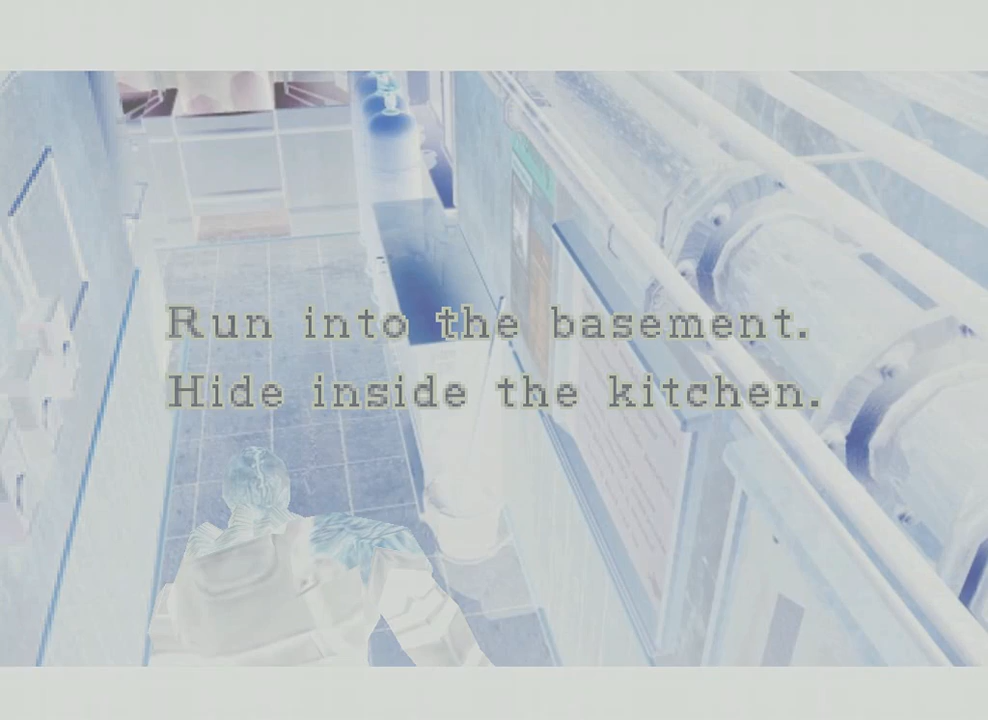 Run into the basement.
Hide inside the kitchen.